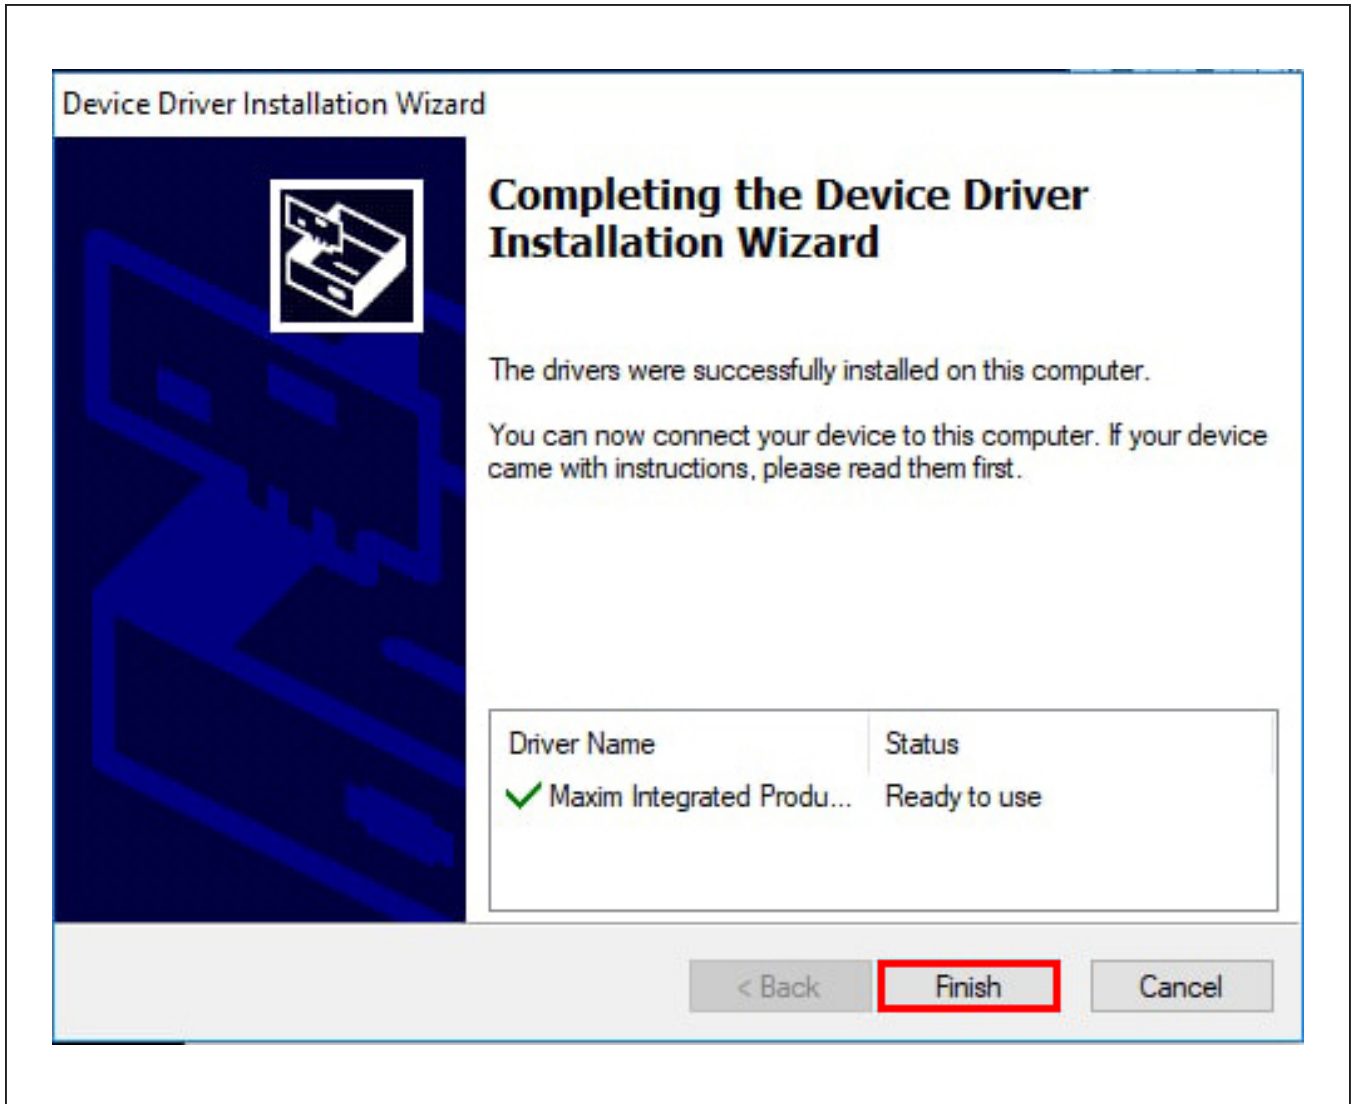 Device Driver Installation Wizard
Completing the Device Driver
Installation Wizard
The drivers were successfully installed on this computer.
You can now connect your device to this computer. If your device
came with instructions, please read them first.
Driver Name Status
Maxim Integrated Produ... Ready to use
< Back Finish Cancel